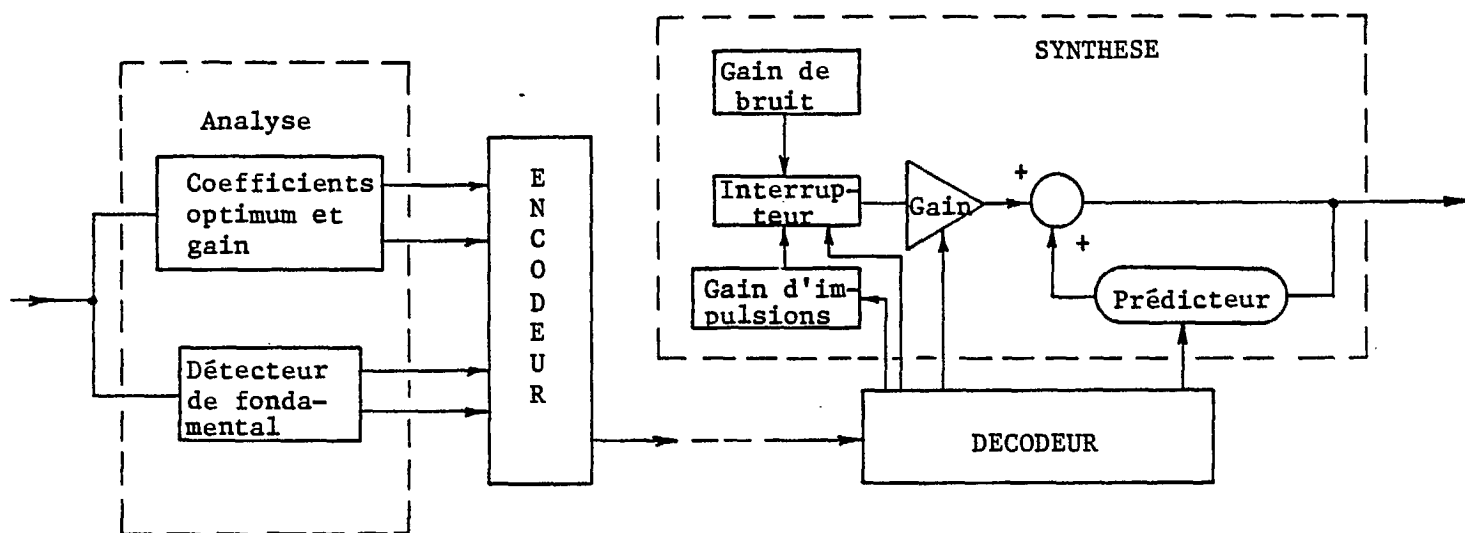 Analyse
Coefficients
optimum et
gain
Détecteur
de fonda-
mental
ENCODEUR
SYNTHESE
Gain de
bruit
Interrup-
teur
Gain d'im-
pulsions
Gain
+
+
Prédicteur
DECODEUR